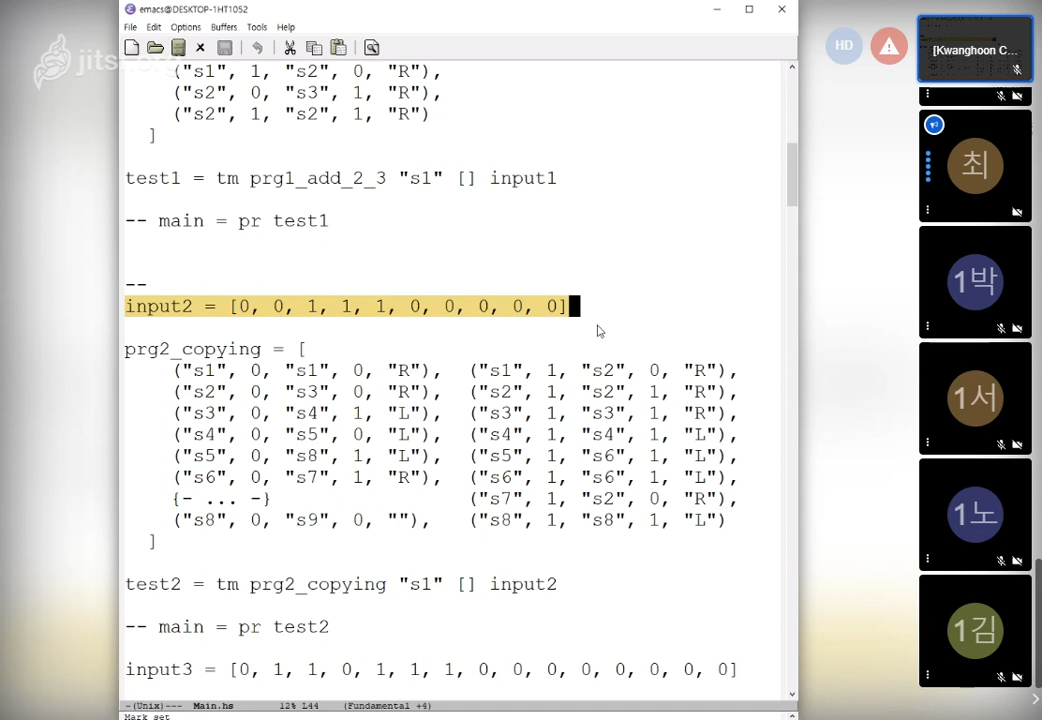 emacs@DESKTOP-1HT1052
File Edit Options Buffers Tools Help
("s1", 1, "s2", 0, "R"),
("s2", 0, "s3", 1, "R"),
("s2", 1, "s2", 1, "R")
]
test1 = tm prg1_add_2_3 "s1" [] input1
-- main = pr test1
--
input2 = [0, 0, 1, 1, 1, 0, 0, 0, 0, 0]
prg2_copying = [
("s1", 0, "s1", 0, "R"), ("s1", 1, "s2", 0, "R"),
("s2", 0, "s3", 0, "R"), ("s2", 1, "s2", 1, "R"),
("s3", 0, "s4", 1, "L"), ("s3", 1, "s3", 1, "R"),
("s4", 0, "s5", 0, "L"), ("s4", 1, "s4", 1, "L"),
("s5", 0, "s8", 1, "L"), ("s5", 1, "s6", 1, "L"),
("s6", 0, "s7", 1, "R"), ("s6", 1, "s6", 1, "L"),
{- ... -} ("s7", 1, "s2", 0, "R"),
("s8", 0, "s9", 0, ""), ("s8", 1, "s8", 1, "L")
]
test2 = tm prg2_copying "s1" [] input2
-- main = pr test2
input3 = [0, 1, 1, 0, 1, 1, 1, 0, 0, 0, 0, 0, 0, 0, 0]
-(Unix)--- Main.hs 12% L44 (Fundamental +4)
Mark set
HD
[Kwanghoon C...
최
1박
1서
1노
1김